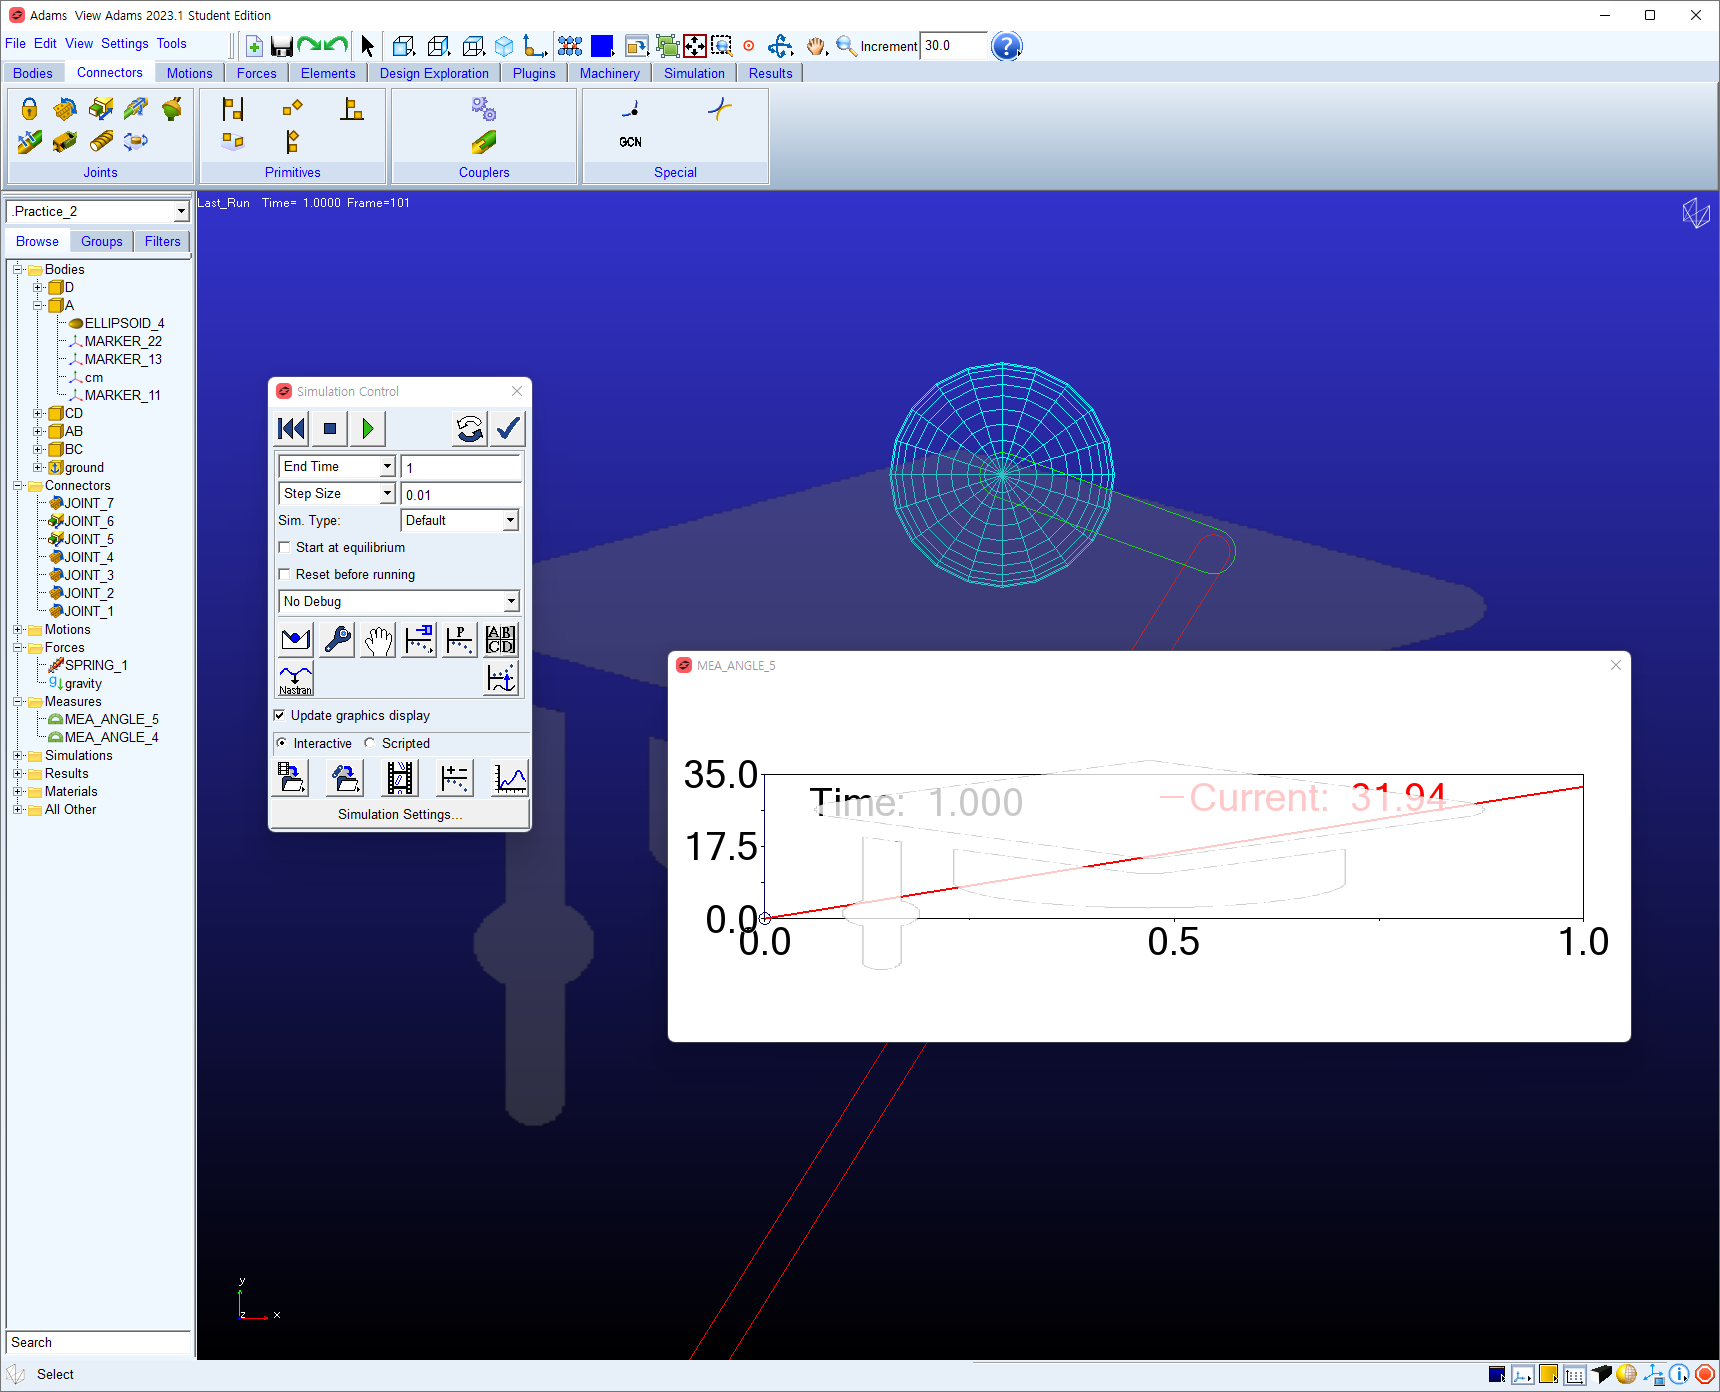 Adams View Adams 2023.1 Student Edition
File Edit View Settings Tools
Increment 30.0
Bodies Connectors Motions Forces Elements Design Exploration Plugins Machinery Simulation Results
GCN
Joints Primitives Couplers Special
.Practice_2
Browse Groups Filters
Bodies
D
A
ELLIPSOID_4
MARKER_22
MARKER_13
cm
MARKER_11
CD
AB
BC
ground
Connectors
JOINT_7
JOINT_6
JOINT_5
JOINT_4
JOINT_3
JOINT_2
JOINT_1
Motions
Forces
SPRING_1
gravity
Measures
MEA_ANGLE_5
MEA_ANGLE_4
Simulations
Results
Materials
All Other
Search
Select
Last_Run Time= 1.0000 Frame=101
Simulation Control
End Time 1
Step Size 0.01
Sim. Type: Default
Start at equilibrium
Reset before running
No Debug
P
A B
C D
Nastran
Update graphics display
Interactive Scripted
Simulation Settings...
MEA_ANGLE_5
35.0
17.5
0.0
Time: 1.000
Current: 31.94
0.0 0.5 1.0
y
z x